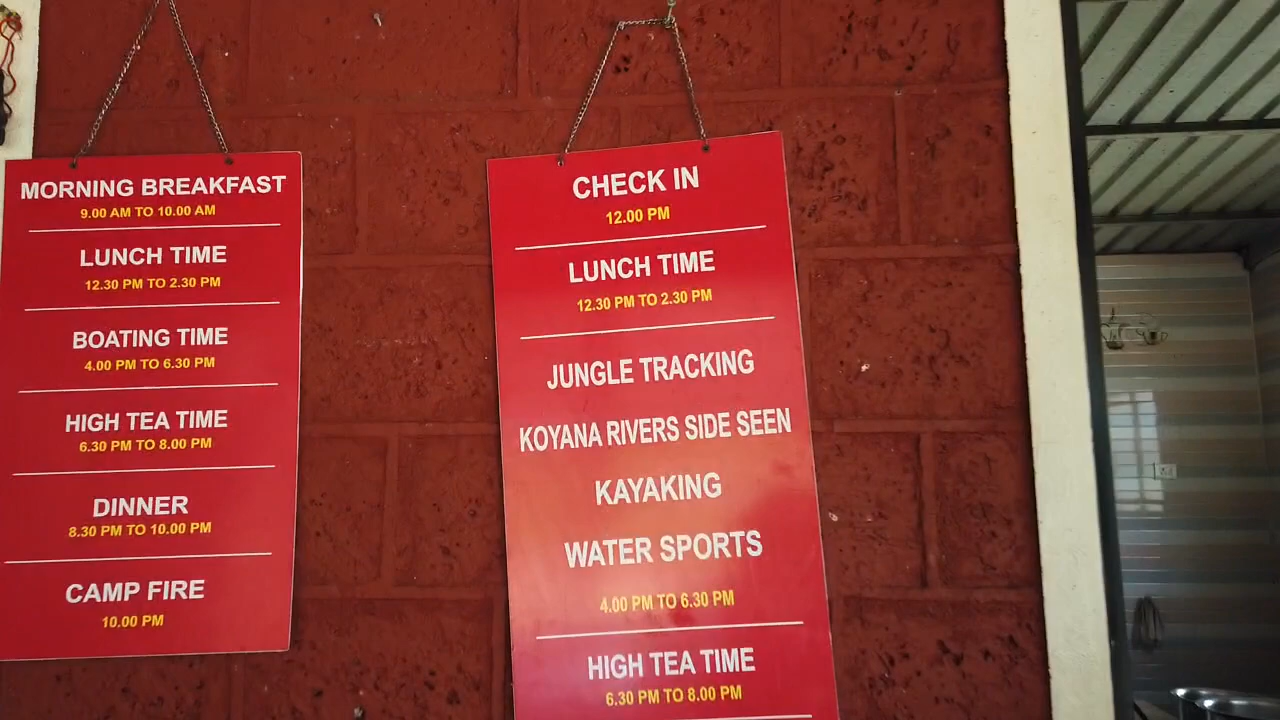 MORNING BREAKFAST
9.00 AM TO 10.00 AM
LUNCH TIME
12.30 PM TO 2.30 PM
BOATING TIME
4.00 PM TO 6.30 PM
HIGH TEA TIME
6.30 PM TO 8.00 PM
DINNER
8.30 PM TO 10.00 PM
CAMP FIRE
10.00 PM
CHECK IN
12.00 PM
LUNCH TIME
12.30 PM TO 2.30 PM
JUNGLE TRACKING
KOYANA RIVERS SIDE SEEN
KAYAKING
WATER SPORTS
4.00 PM TO 6.30 PM
HIGH TEA TIME
6.30 PM TO 8.00 PM